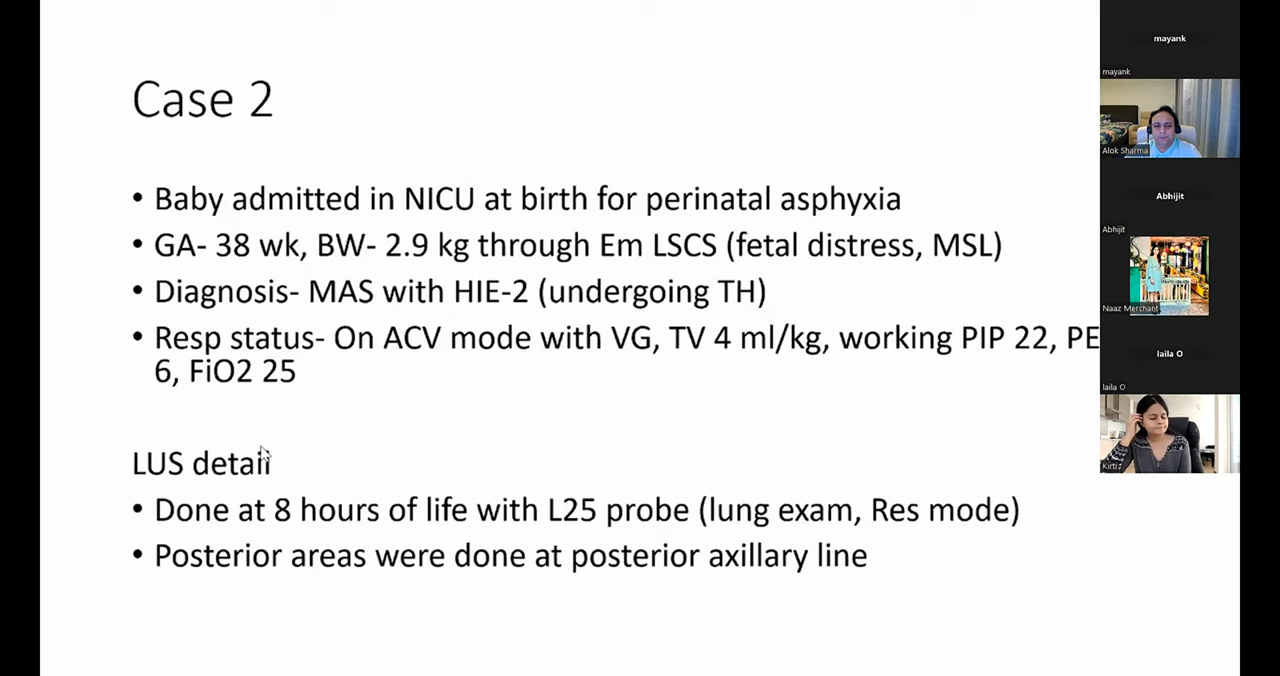 Case 2
• Baby admitted in NICU at birth for perinatal asphyxia
• GA- 38 wk, BW- 2.9 kg through Em LSCS (fetal distress, MSL)
• Diagnosis- MAS with HIE-2 (undergoing TH)
• Resp status- On ACV mode with VG, TV 4 ml/kg, working PIP 22, PE
6, FiO2 25
LUS detail
• Done at 8 hours of life with L25 probe (lung exam, Res mode)
• Posterior areas were done at posterior axillary line
mayank
mayank
Alok Sharma
Abhijit
Abhijit
Naaz Merchant
laila O
laila O
Kirti